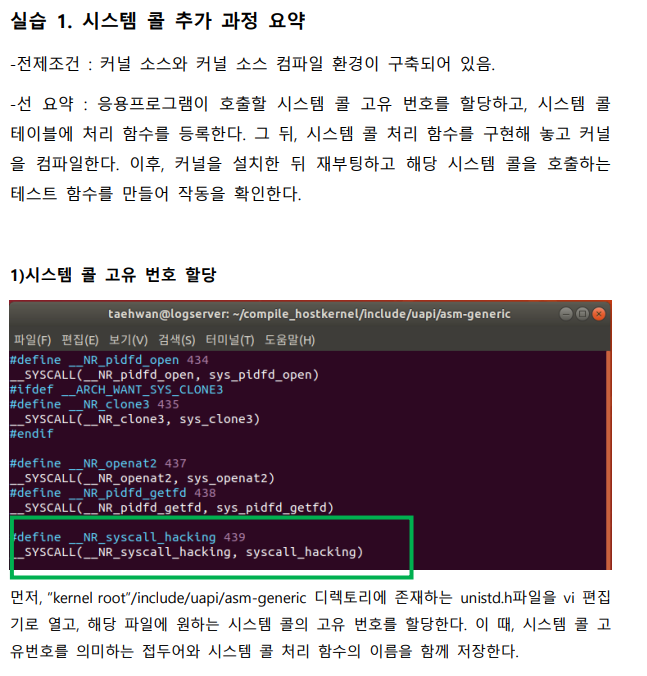 실습 1. 시스템 콜 추가 과정 요약
-전제조건 : 커널 소스와 커널 소스 컴파일 환경이 구축되어 있음.
-선 요약 : 응용프로그램이 호출할 시스템 콜 고유 번호를 할당하고, 시스템 콜
테이블에 처리 함수를 등록한다. 그 뒤, 시스템 콜 처리 함수를 구현해 놓고 커널
을 컴파일한다. 이후, 커널을 설치한 뒤 재부팅하고 해당 시스템 콜을 호출하는
테스트 함수를 만들어 작동을 확인한다.
1)시스템 콜 고유 번호 할당
taehwan@logserver: ~/compile_hostkernel/include/uapi/asm-generic
파일(F) 편집(E) 보기(V) 검색(S) 터미널(T) 도움말(H)
#define __NR_pidfd_open 434
__SYSCALL(__NR_pidfd_open, sys_pidfd_open)
#ifdef __ARCH_WANT_SYS_CLONE3
#define __NR_clone3 435
__SYSCALL(__NR_clone3, sys_clone3)
#endif
#define __NR_openat2 437
__SYSCALL(__NR_openat2, sys_openat2)
#define __NR_pidfd_getfd 438
__SYSCALL(__NR_pidfd_getfd, sys_pidfd_getfd)
#define __NR_syscall_hacking 439
__SYSCALL(__NR_syscall_hacking, syscall_hacking)
먼저, “kernel root”/include/uapi/asm-generic 디렉토리에 존재하는 unistd.h파일을 vi 편집
기로 열고, 해당 파일에 원하는 시스템 콜의 고유 번호를 할당한다. 이 때, 시스템 콜 고
유번호를 의미하는 접두어와 시스템 콜 처리 함수의 이름을 함께 저장한다.